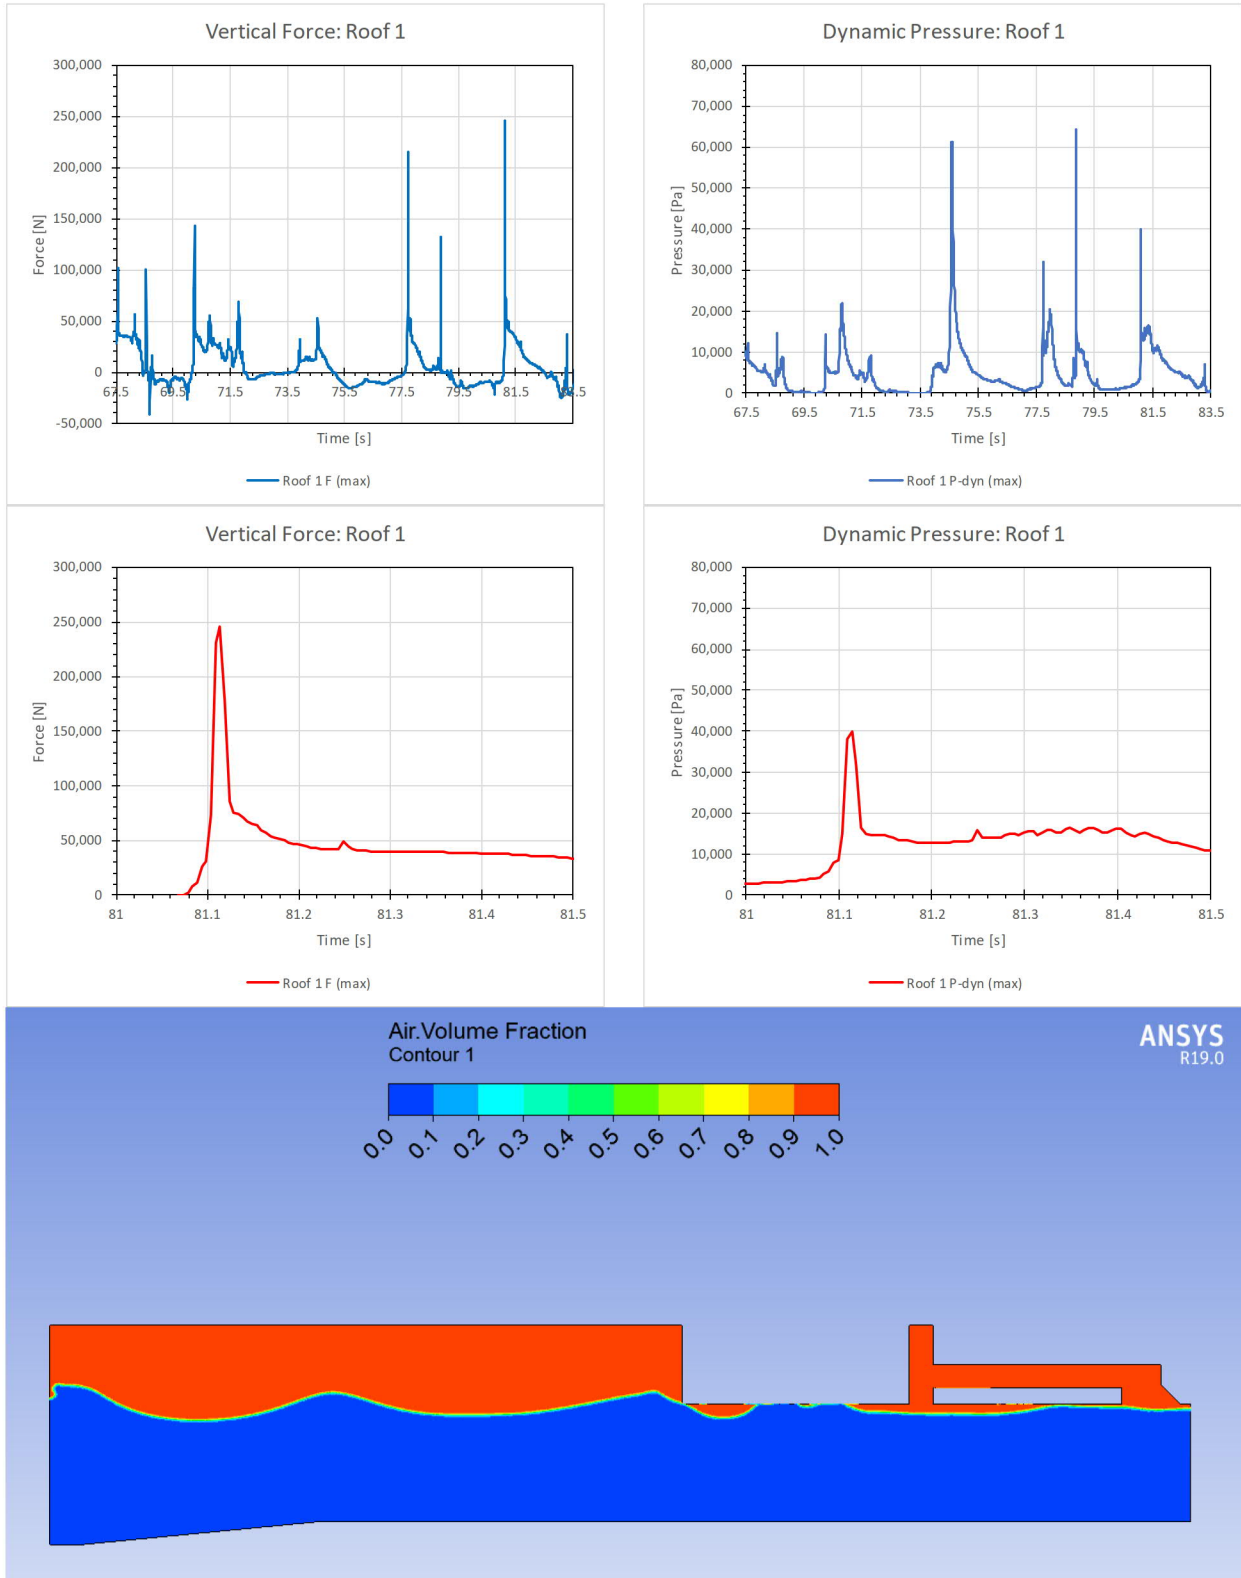 Vertical Force: Roof 1
300,000
250,000
200,000
150,000
100,000
50,000
0
-50,000
Force [N]
67.5 69.5 71.5 73.5 75.5 77.5 79.5 81.5 83.5
Time [s]
Roof 1 F (max)
Dynamic Pressure: Roof 1
80,000
70,000
60,000
50,000
40,000
30,000
20,000
10,000
0
Pressure [Pa]
67.5 69.5 71.5 73.5 75.5 77.5 79.5 81.5 83.5
Time [s]
Roof 1 P-dyn (max)
Vertical Force: Roof 1
300,000
250,000
200,000
150,000
100,000
50,000
0
Force [N]
81 81.1 81.2 81.3 81.4 81.5
Time [s]
Roof 1 F (max)
Dynamic Pressure: Roof 1
80,000
70,000
60,000
50,000
40,000
30,000
20,000
10,000
0
Pressure [Pa]
81 81.1 81.2 81.3 81.4 81.5
Time [s]
Roof 1 P-dyn (max)
Air.Volume Fraction
Contour 1
0.0 0.1 0.2 0.3 0.4 0.5 0.6 0.7 0.8 0.9 1.0
ANSYS
R19.0